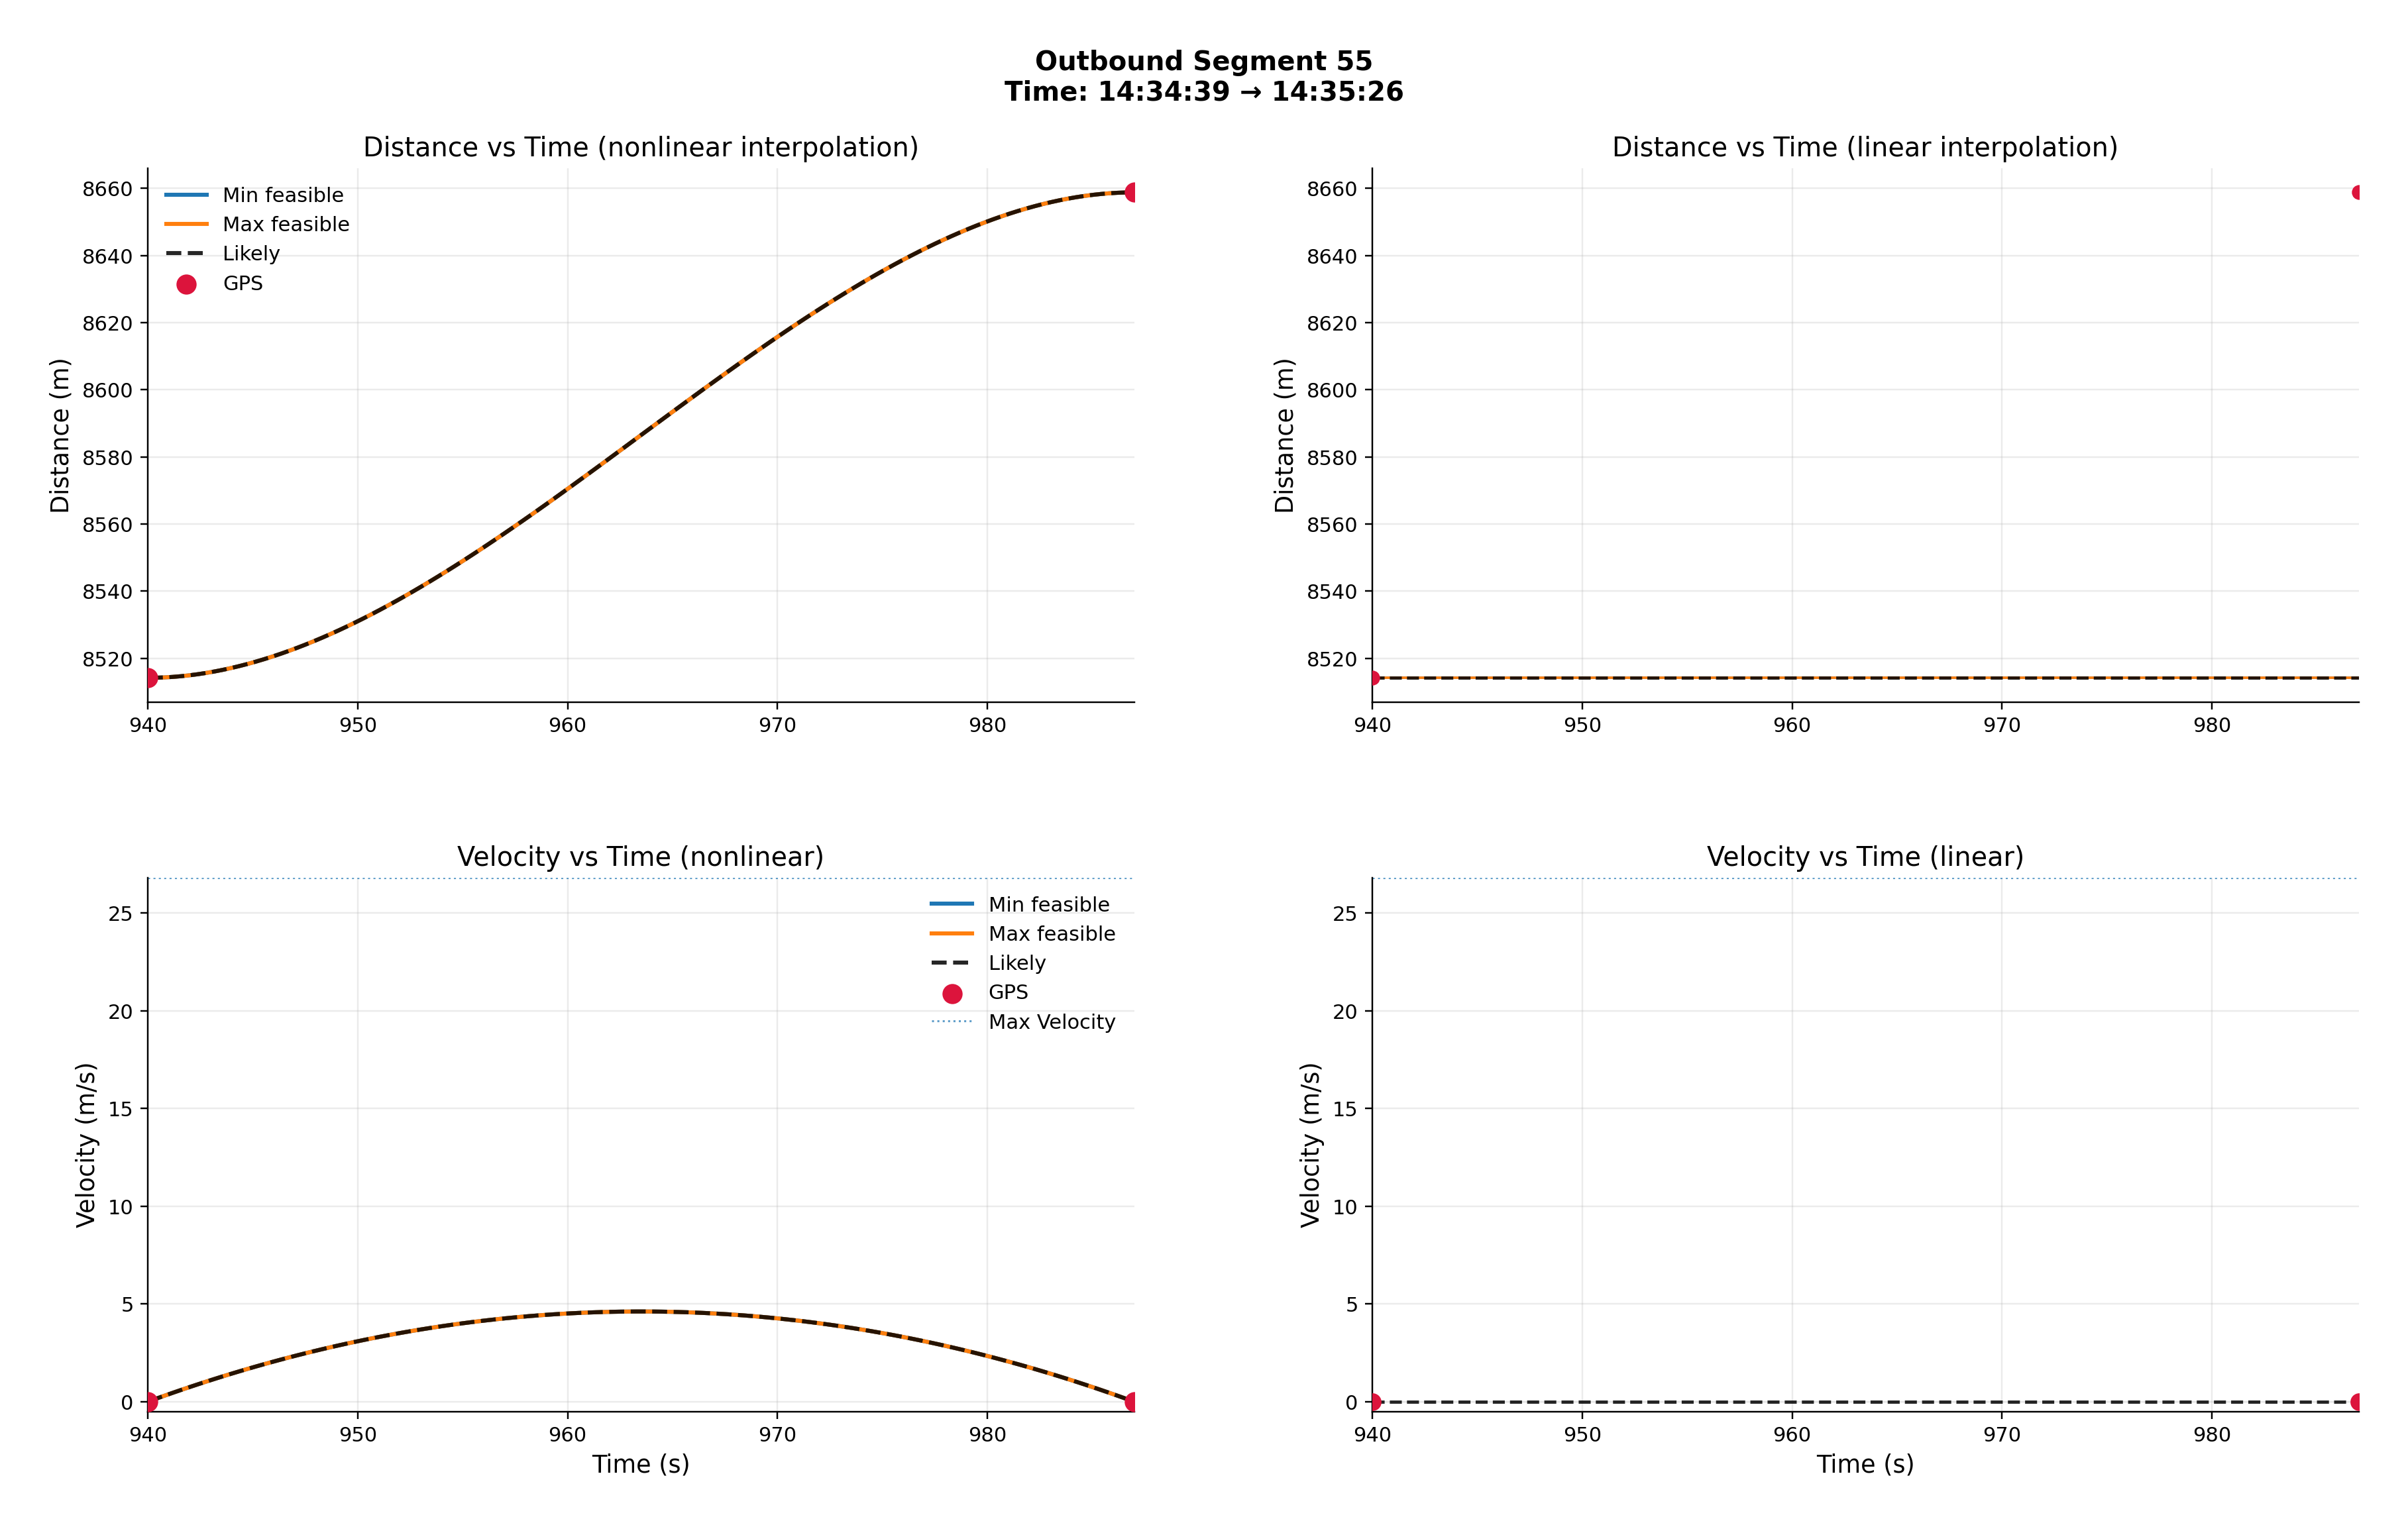 Outbound Segment 55
Time: 14:34:39 → 14:35:26
Distance vs Time (nonlinear interpolation)
Distance (m)
8660
8640
8620
8600
8580
8560
8540
8520
940
950
960
970
980
Min feasible
Max feasible
Likely
GPS
Distance vs Time (linear interpolation)
Distance (m)
8660
8640
8620
8600
8580
8560
8540
8520
940
950
960
970
980
Velocity vs Time (nonlinear)
Velocity (m/s)
25
20
15
10
5
0
940
950
960
970
980
Time (s)
Min feasible
Max feasible
Likely
GPS
Max Velocity
Velocity vs Time (linear)
Velocity (m/s)
25
20
15
10
5
0
940
950
960
970
980
Time (s)